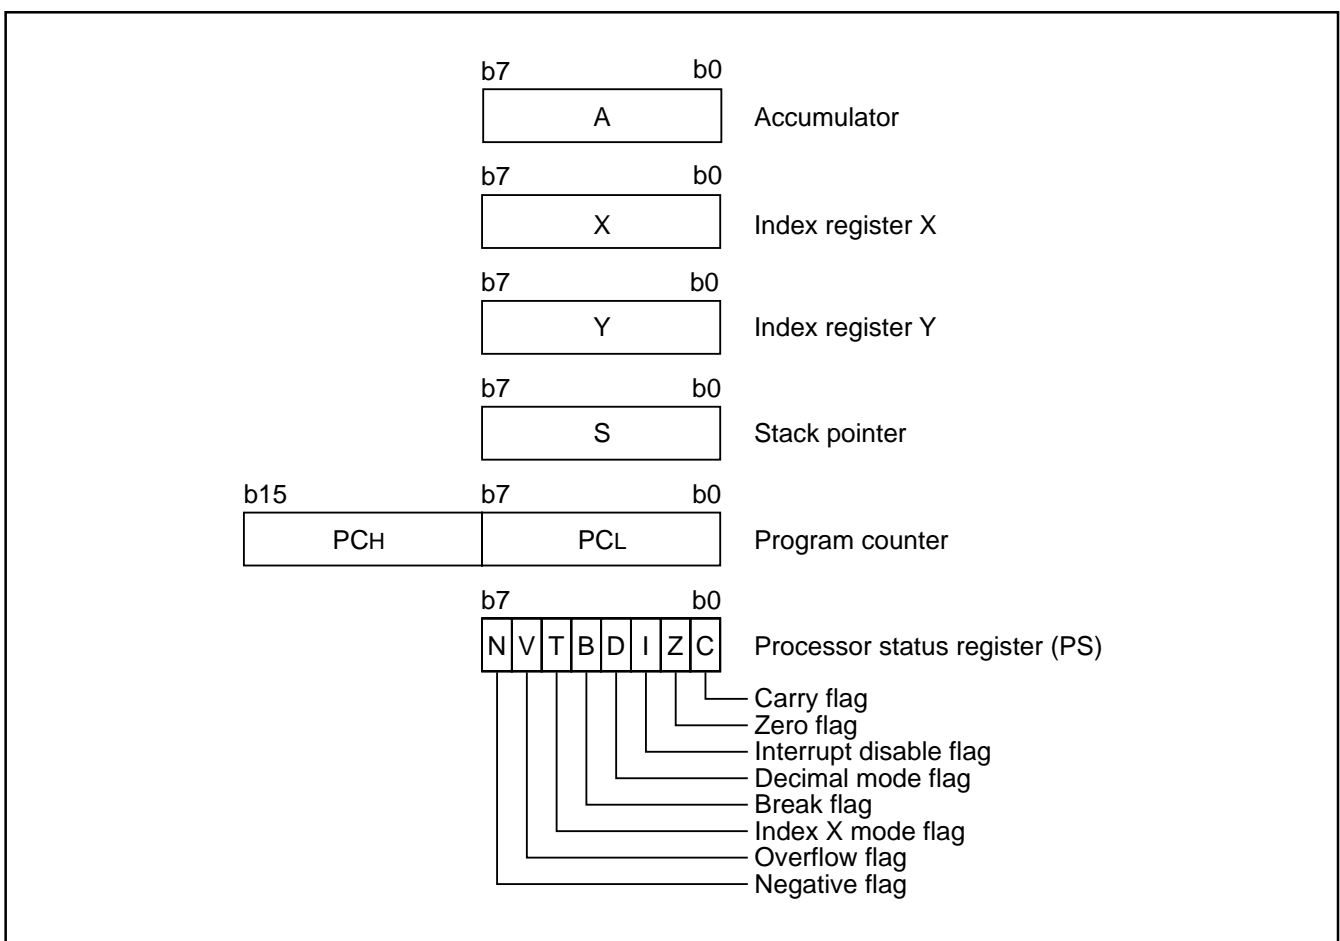 b7 b0
A Accumulator
b7 b0
X Index register X
b7 b0
Y Index register Y
b7 b0
S Stack pointer
b15 b7 b0
PCH PCL Program counter
b7 b0
N V T B D I Z C Processor status register (PS)
Carry flag
Zero flag
Interrupt disable flag
Decimal mode flag
Break flag
Index X mode flag
Overflow flag
Negative flag